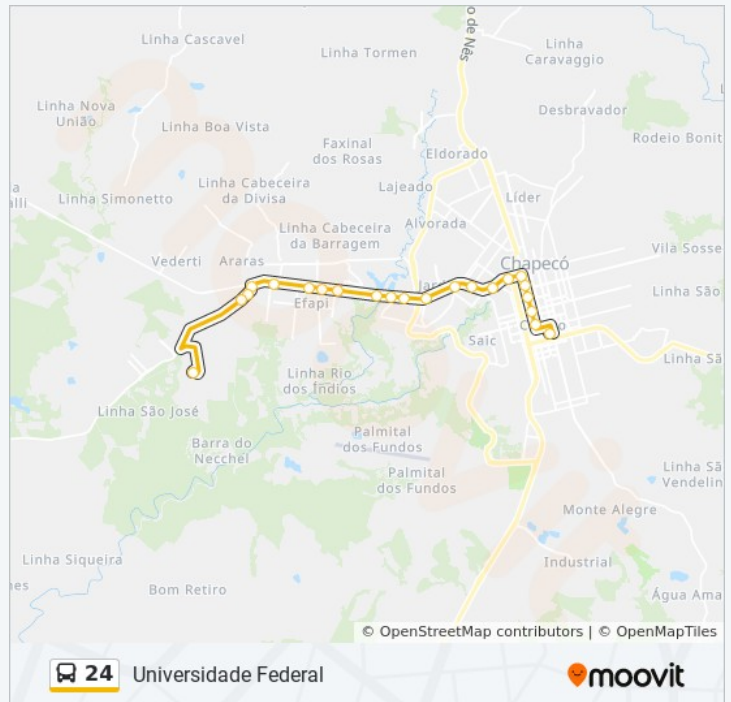 o de Nês
Linha Cascavel
Linha Tormen
Linha
Caravaggio
Linha Nova
União
Desbravador
Linha Boa Vista
Rodeio Bonit
Faxinal
dos Rosas
Eldorado
Linha Cabeceira
da Divisa
Lajeado
Líder
a
alli
Linha Simonetto
Alvorada
Linha Cabeceira
da Barragem
Vila Sosse
Vederti
Araras
Chapecó
Linha São
Efapi
Saic
Linha Sã
Linha Rio
dos Índios
Linha São José
Barra do
Necchel
Palmital
dos Fundos
Palmital
dos Fundos
Linha Sã
Vendelin
Monte Alegre
Linha Siqueira
Industrial
nes
Bom Retiro
Água Ama
© OpenStreetMap contributors | © OpenMapTiles
24
Universidade Federal
moovit